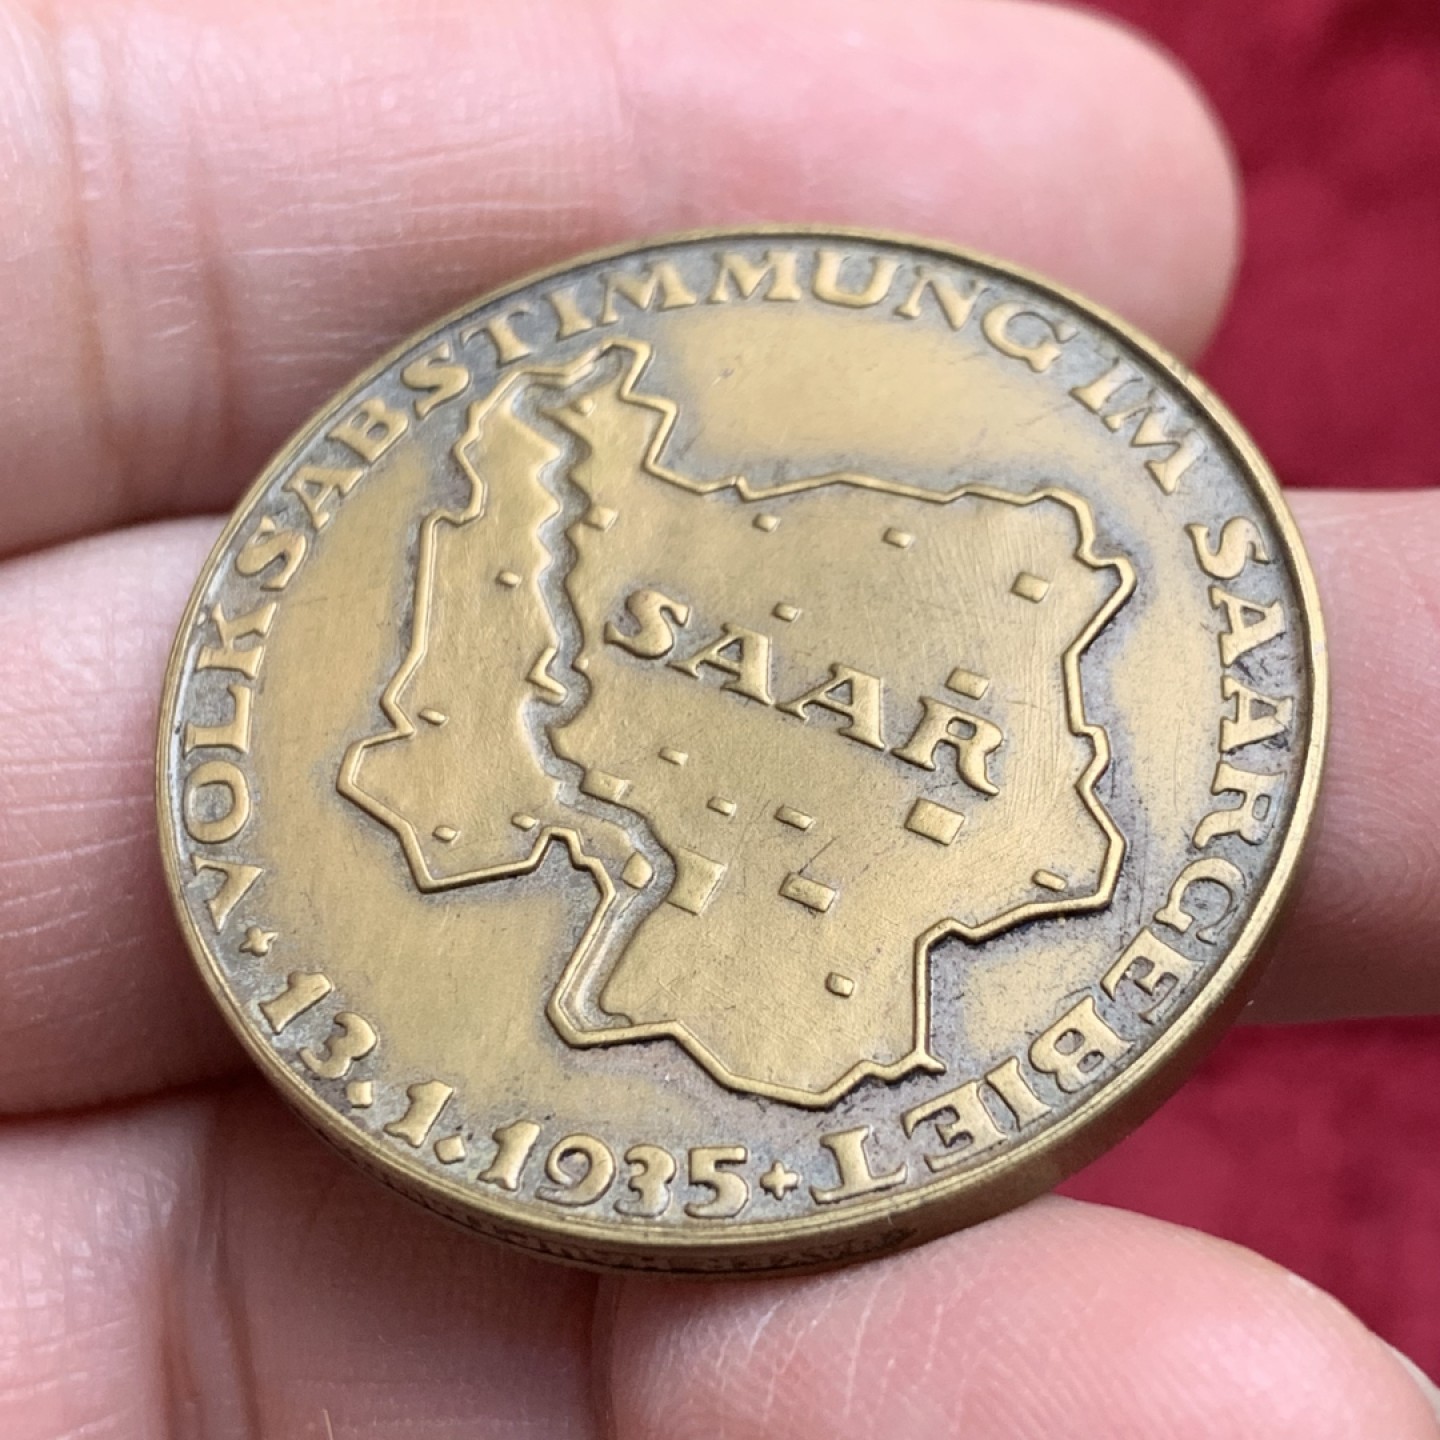 VOLKSABSTIMMUNG IM SAARGEBIET
SAAR
· 13.1.1935 ·